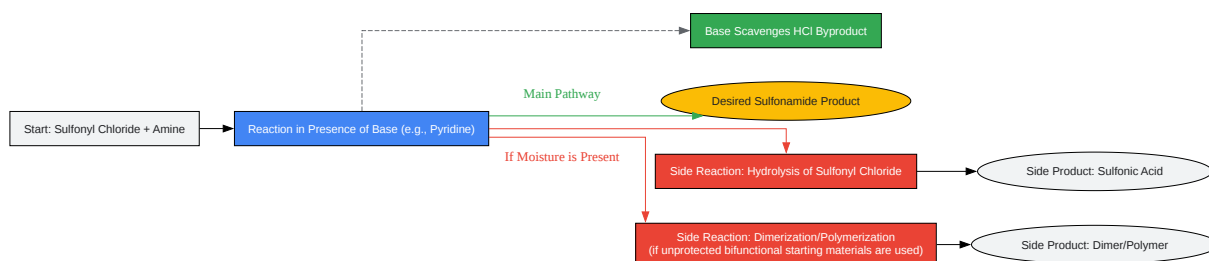 Base Scavenges HCl Byproduct
Main Pathway
Desired Sulfonamide Product
Start: Sulfonyl Chloride + Amine
Reaction in Presence of Base (e.g., Pyridine)
If Moisture is Present
Side Reaction: Hydrolysis of Sulfonyl Chloride
Side Product: Sulfonic Acid
Side Reaction: Dimerization/Polymerization
(if unprotected bifunctional starting materials are used)
Side Product: Dimer/Polymer